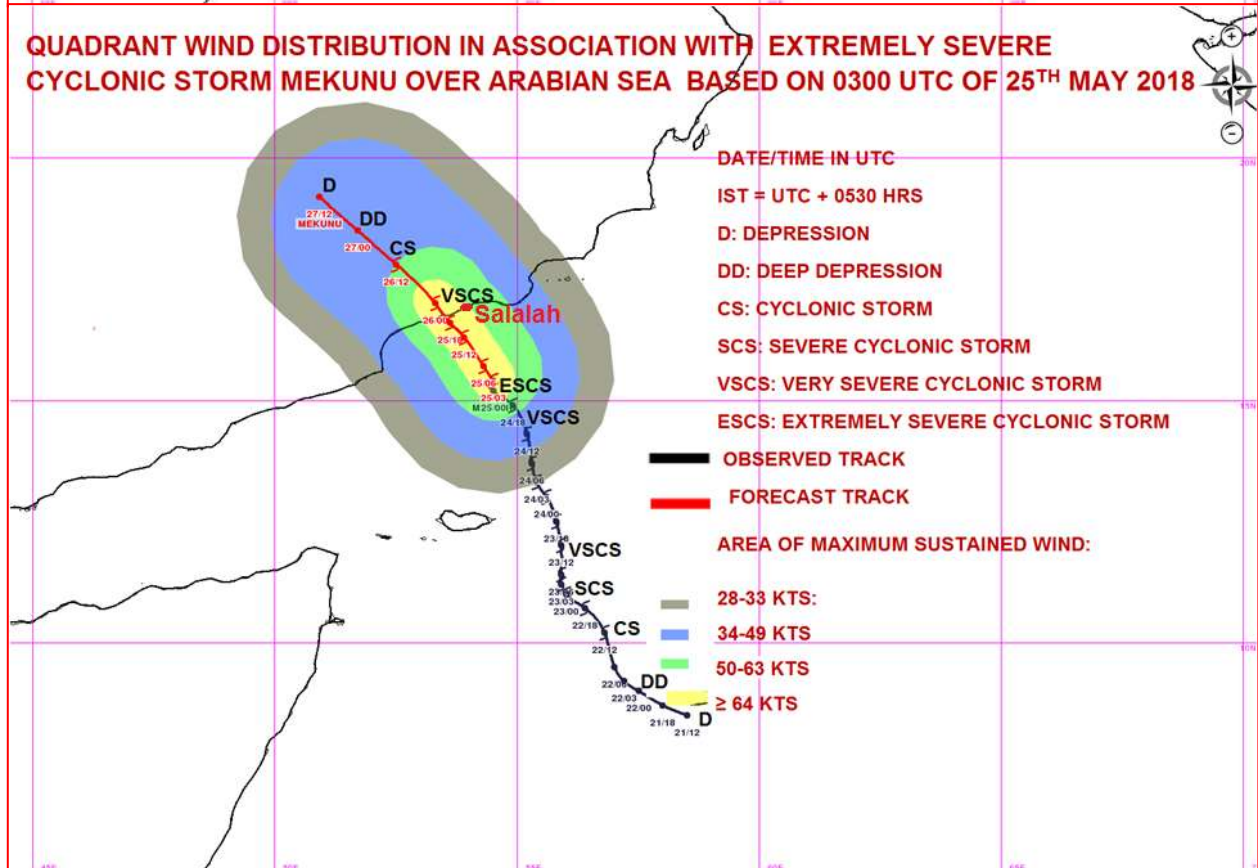 QUADRANT WIND DISTRIBUTION IN ASSOCIATION WITH EXTREMELY SEVERE
CYCLONIC STORM MEKUNU OVER ARABIAN SEA BASED ON 0300 UTC OF 25TH MAY 2018
DATE/TIME IN UTC
IST = UTC + 0530 HRS
D: DEPRESSION
DD: DEEP DEPRESSION
CS: CYCLONIC STORM
SCS: SEVERE CYCLONIC STORM
VSCS: VERY SEVERE CYCLONIC STORM
ESCS: EXTREMELY SEVERE CYCLONIC STORM
OBSERVED TRACK
FORECAST TRACK
AREA OF MAXIMUM SUSTAINED WIND:
28-33 KTS:
34-49 KTS
50-63 KTS
≥ 64 KTS
20N
15N
10N
D
27/12
MEKUNU
DD
27/00
CS
26/12
VSCS
26/00
Salalah
25/18
25/12
25/06
ESCS
25/03
M25/00
VSCS
24/18
24/12
24/06
24/03
24/00
23/18
VSCS
23/12
SCS
23/03
23/00
22/18
CS
22/12
22/06
DD
22/03
22/00
21/18
D
21/12